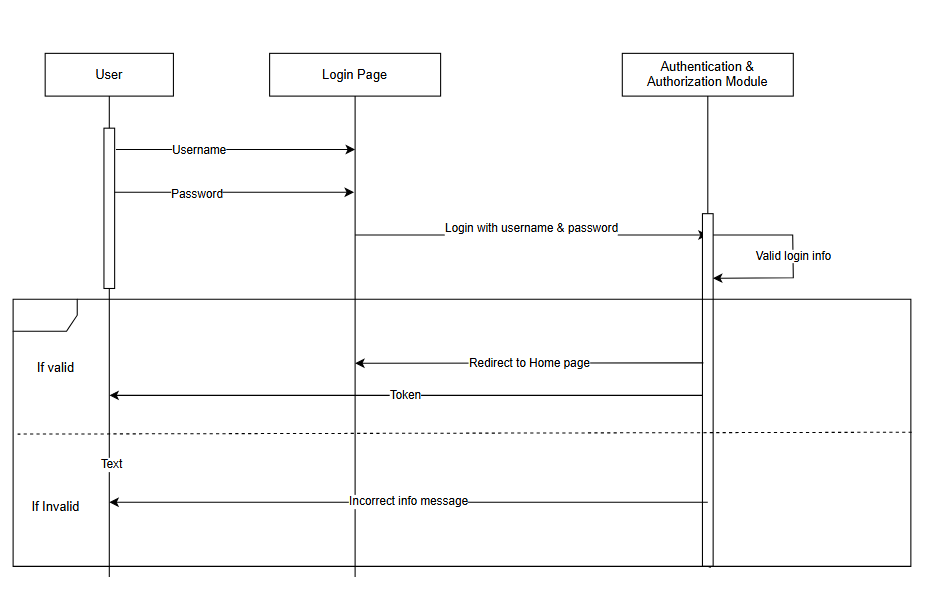 User
Login Page
Authentication &
Authorization Module
Username
Password
Login with username & password
Valid login info
If valid
Redirect to Home page
Token
Text
If Invalid
Incorrect info message